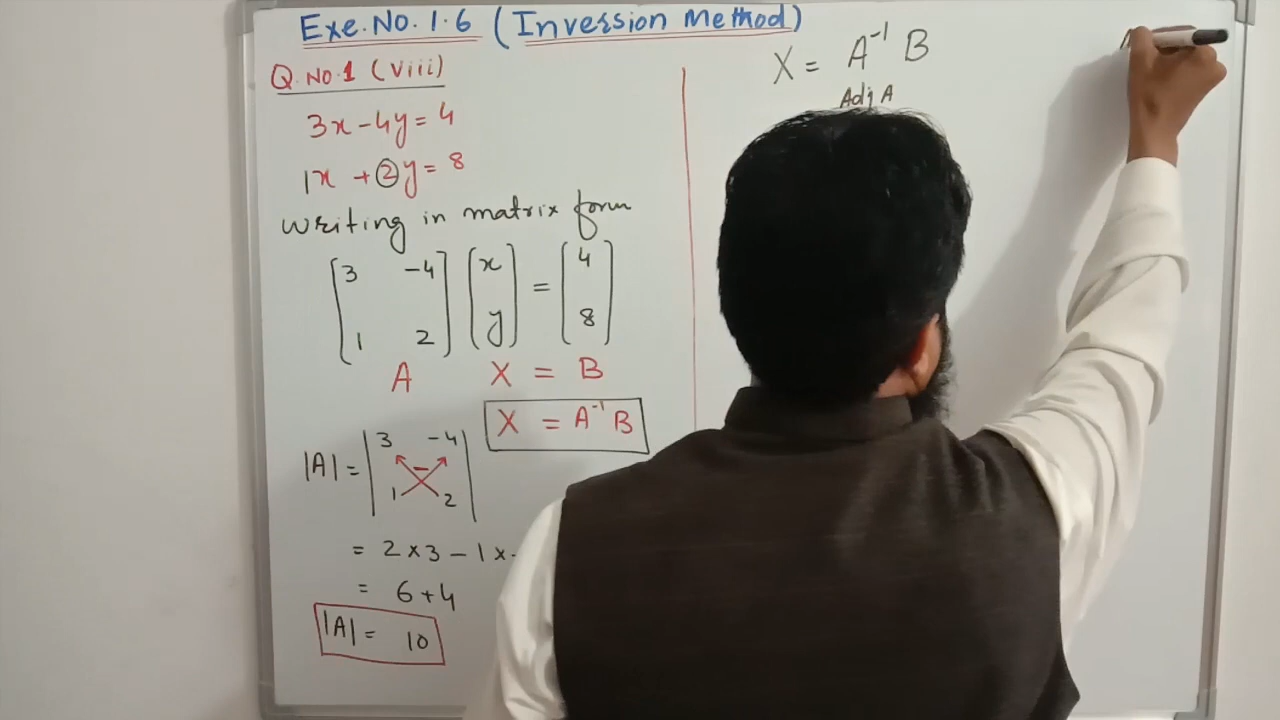 Exe. No. 1.6 (Inversion Method)
Q. No. 1 (viii)
3x - 4y = 4
1x + 2y = 8
writing in matrix form
[3 -4] [x] = [4]
[1 2] [y] [8]
A X = B
X = A⁻¹ B
|A| = |3 -4|
|1 2|
-
= 2 × 3 - 1 ×
= 6 + 4
|A| = 10
X = A⁻¹ B
Adj A